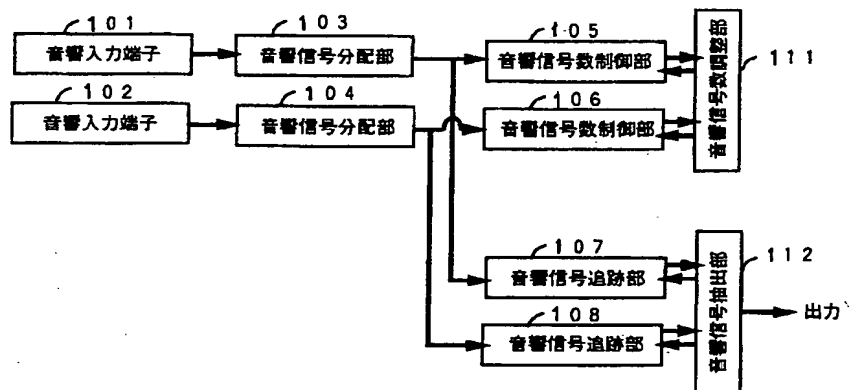 101
音響入力端子
103
音響信号分配部
105
音響信号数制御部
111
音響信号数調整部
102
音響入力端子
104
音響信号分配部
106
音響信号数制御部
107
音響信号追跡部
112
音響信号抽出部
出力
108
音響信号追跡部